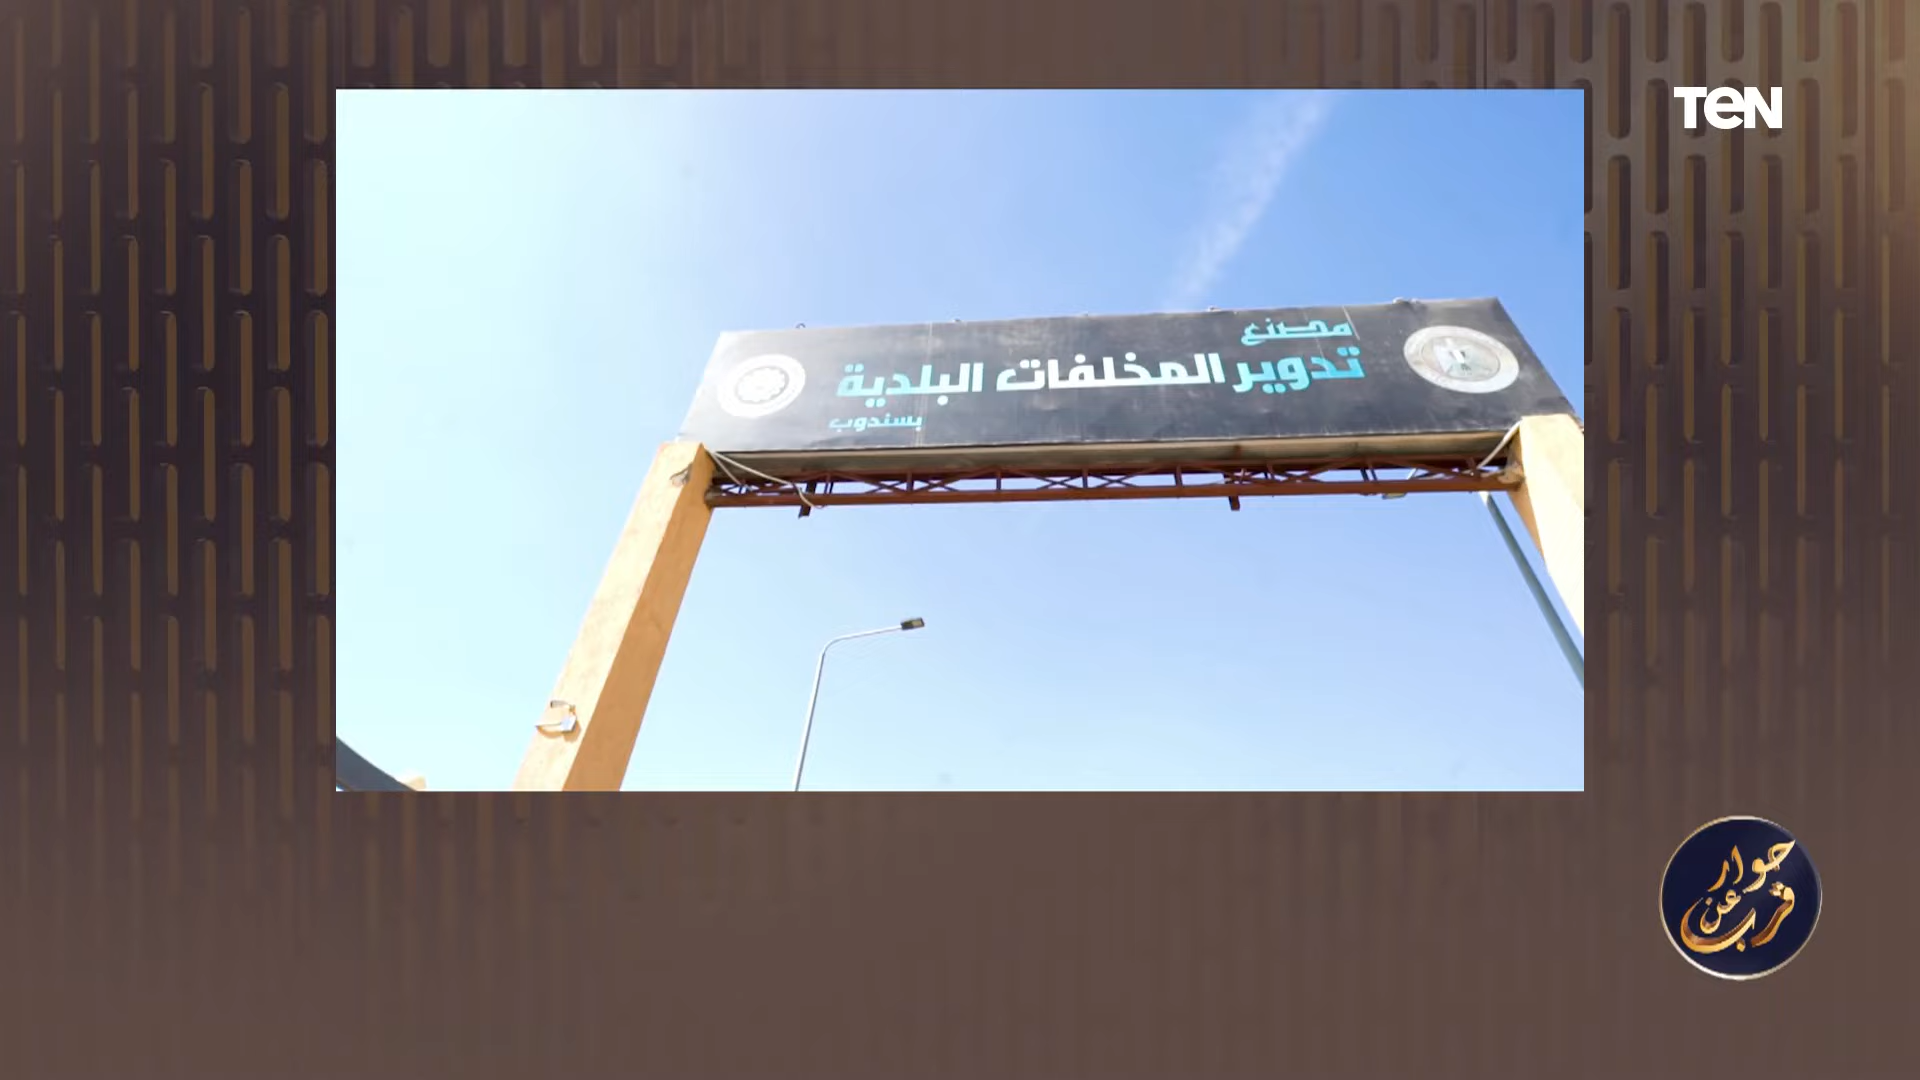 TeN
مصنع
تدوير المخلفات البلدية
بسندوب
حوار
عن
قرب